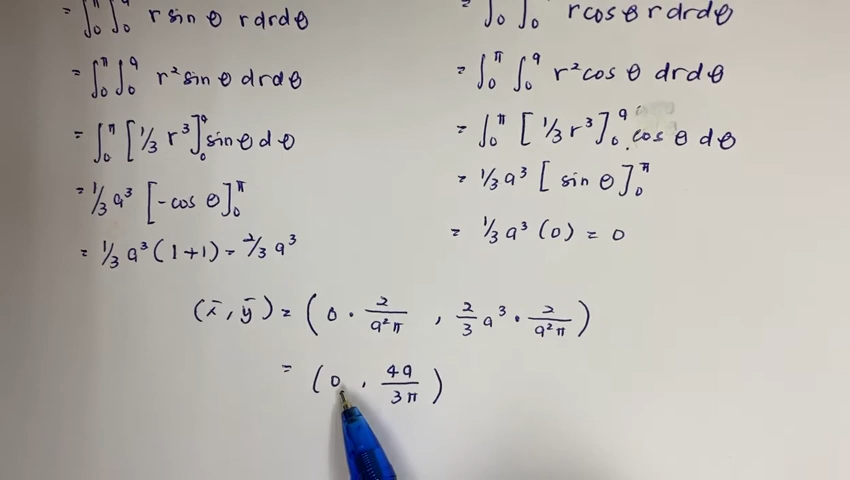 = ∫₀^π ∫₀^a r sin θ r dr dθ
= ∫₀^π ∫₀^a r² sin θ dr dθ
= ∫₀^π [1/3 r³]₀^a sin θ d θ
= 1/3 a³ [-cos θ]₀^π
= 1/3 a³ (1+1) = 2/3 a³
= ∫₀ ∫₀ r cos θ r dr dθ
= ∫₀^π ∫₀^a r² cos θ dr dθ
= ∫₀^π [1/3 r³]₀^a cos θ dθ
= 1/3 a³ [sin θ]₀^π
= 1/3 a³ (0) = 0
(x̄, ȳ) = (0 · 2/(a²π), 2/3 a³ · 2/(a²π))
= (0, 4a/(3π))